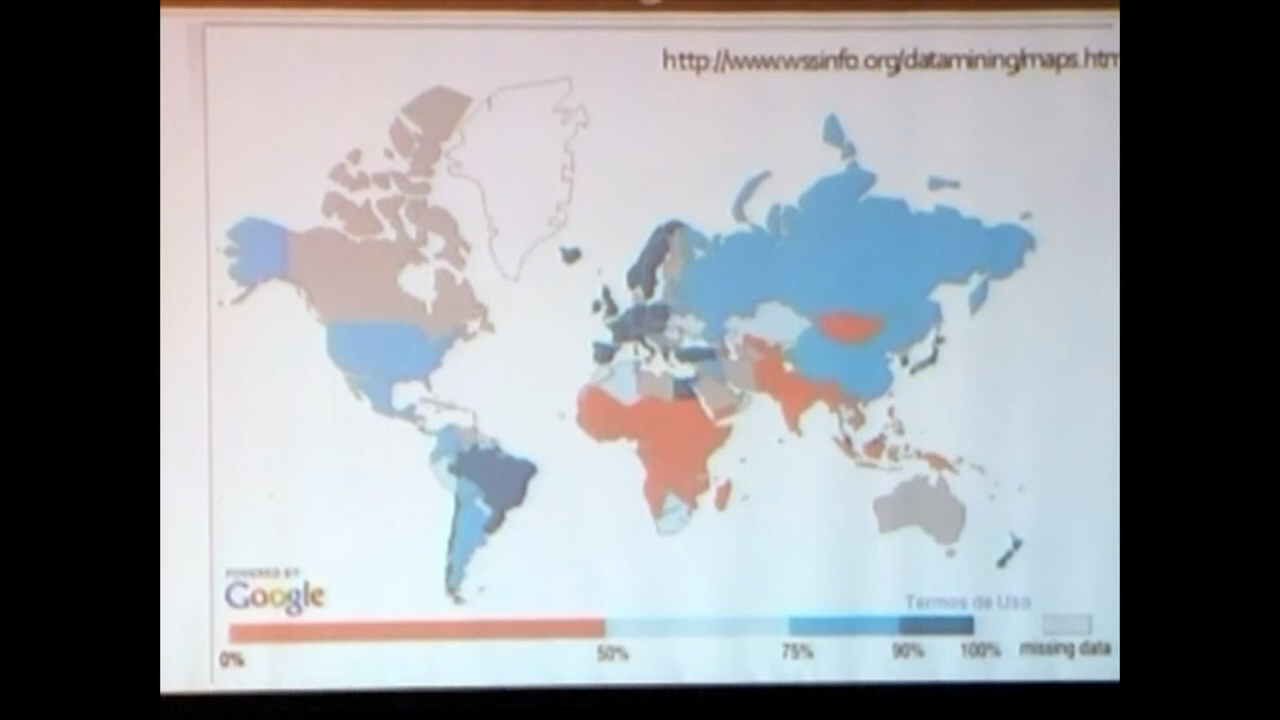 http://www.wssinfo.org/datamining/maps.htm
POWERED BY
Google
Termos de Uso
0%
50%
75%
90%
100%
missing data